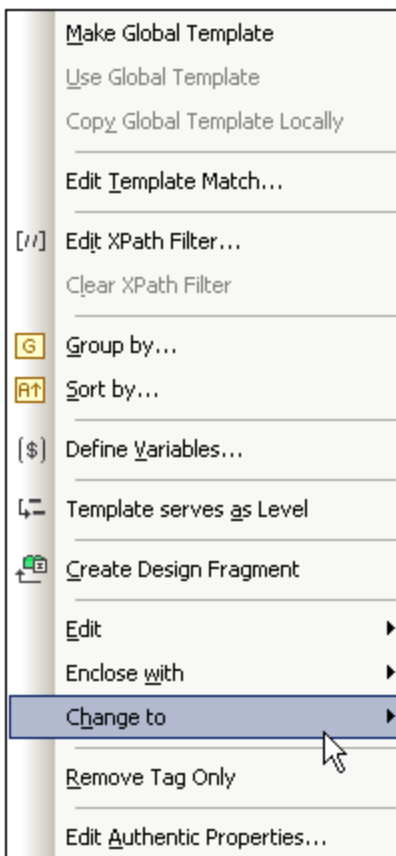 Make Global Template
Use Global Template
Copy Global Template Locally
Edit Template Match...
[//] Edit XPath Filter...
Clear XPath Filter
G Group by...
A↑ Sort by...
($) Define Variables...
Template serves as Level
Create Design Fragment
Edit
Enclose with
Change to
Remove Tag Only
Edit Authentic Properties...